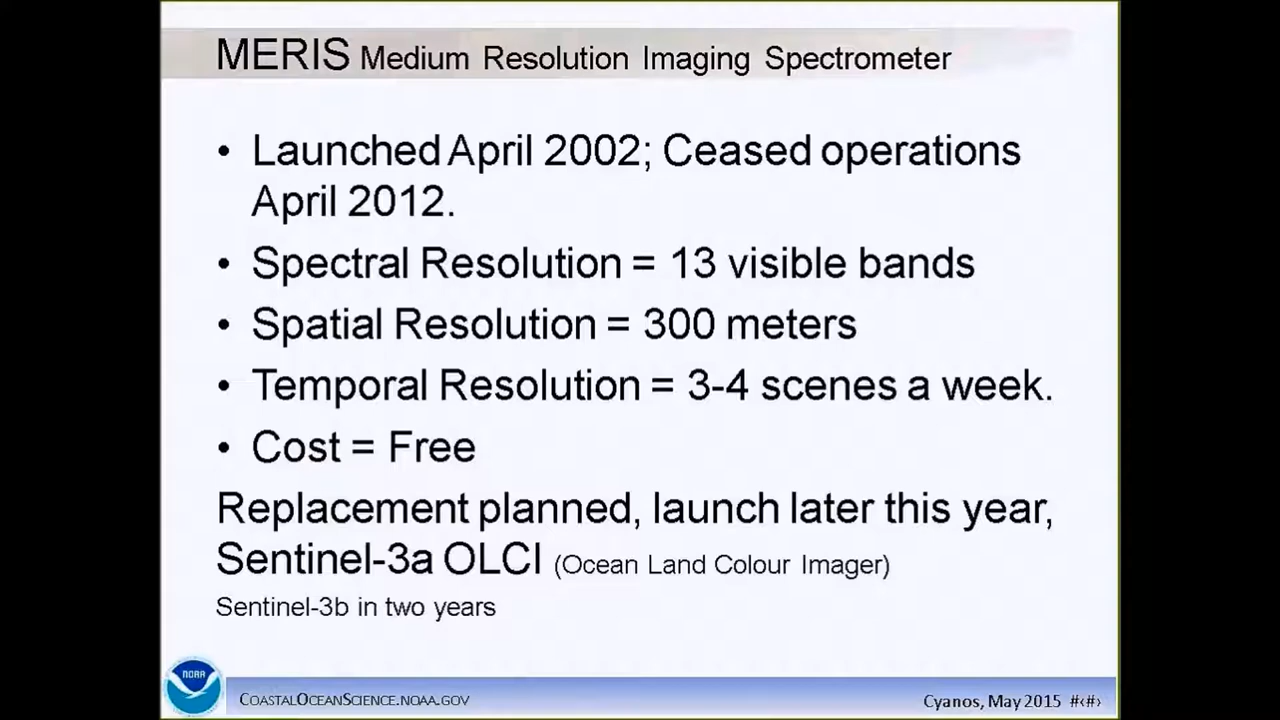 MERIS Medium Resolution Imaging Spectrometer
• Launched April 2002; Ceased operations
April 2012.
• Spectral Resolution = 13 visible bands
• Spatial Resolution = 300 meters
• Temporal Resolution = 3-4 scenes a week.
• Cost = Free
Replacement planned, launch later this year,
Sentinel-3a OLCI (Ocean Land Colour Imager)
Sentinel-3b in two years
NOAA
COASTALOCEANSCIENCE.NOAA.GOV
Cyanos, May 2015 #‹#›